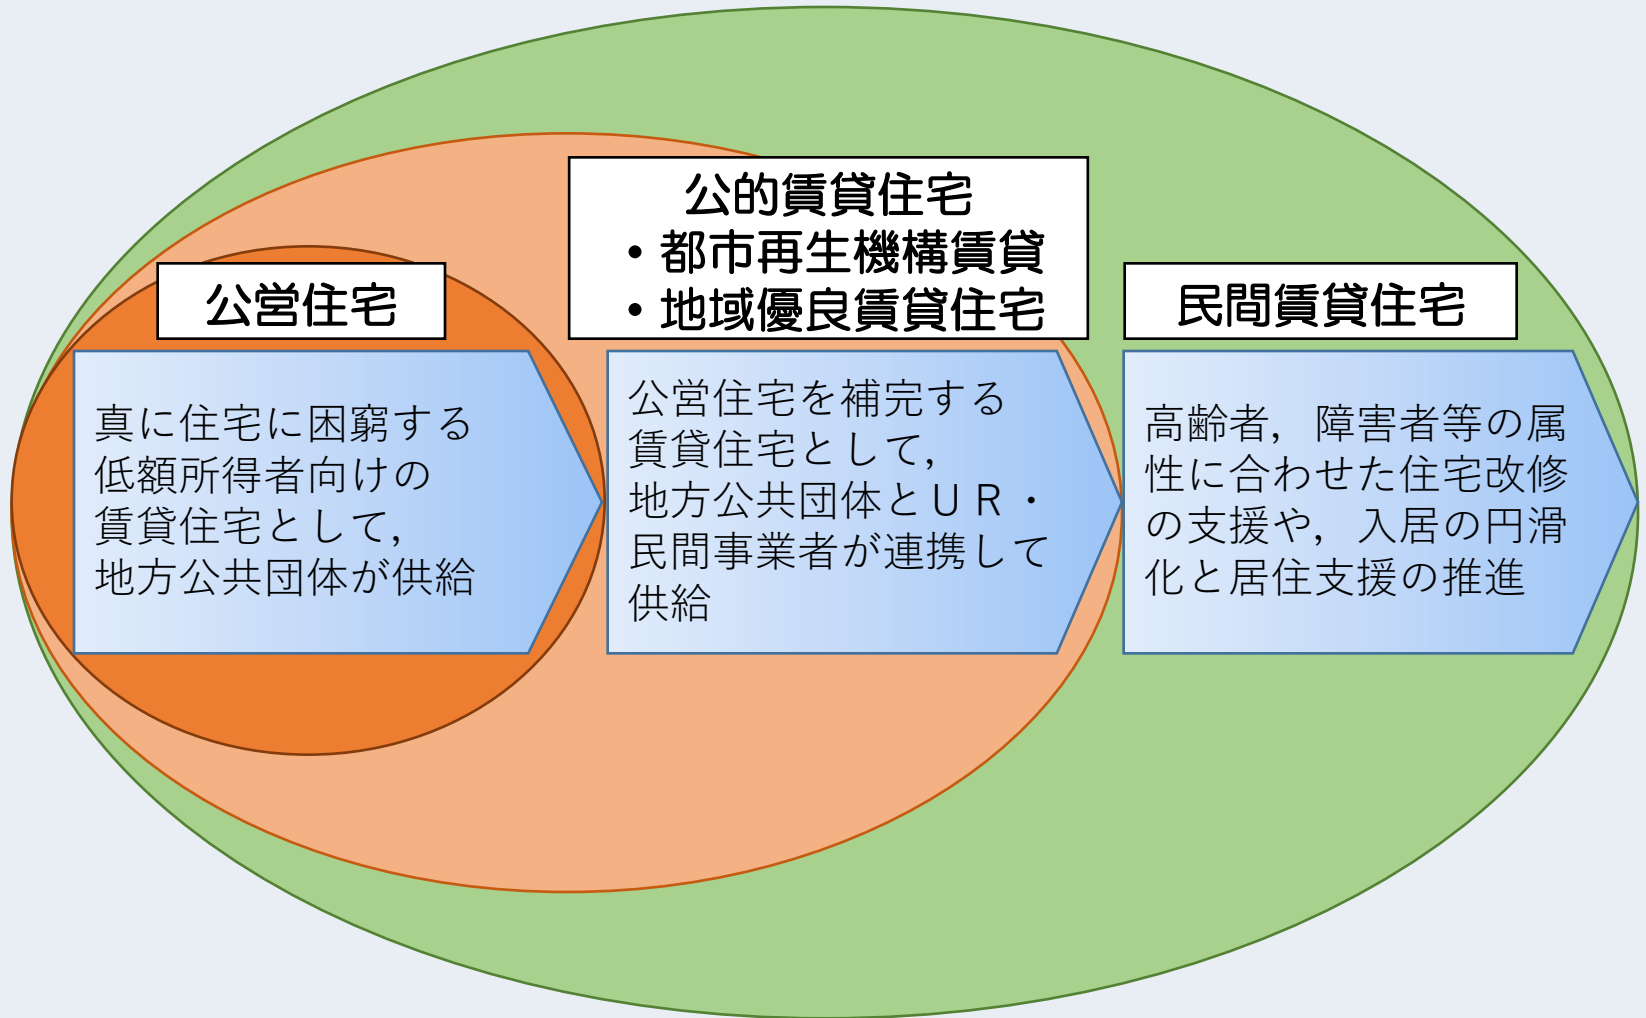 公営住宅
真に住宅に困窮する
低額所得者向けの
賃貸住宅として，
地方公共団体が供給
公的賃貸住宅
・都市再生機構賃貸
・地域優良賃貸住宅
公営住宅を補完する
賃貸住宅として，
地方公共団体とＵＲ・
民間事業者が連携して
供給
民間賃貸住宅
高齢者，障害者等の属
性に合わせた住宅改修
の支援や，入居の円滑
化と居住支援の推進